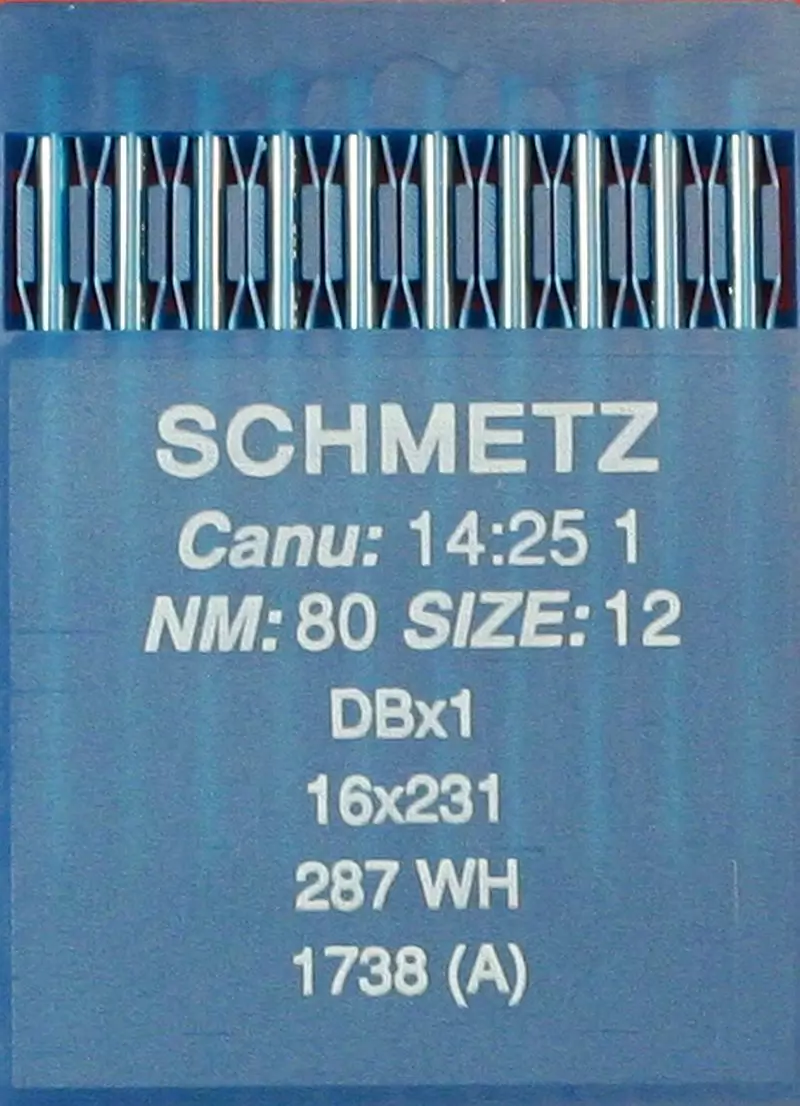 SCHMETZ
Canu: 14:25 1
NM: 80 SIZE: 12
DBx1
16x231
287 WH
1738 (A)